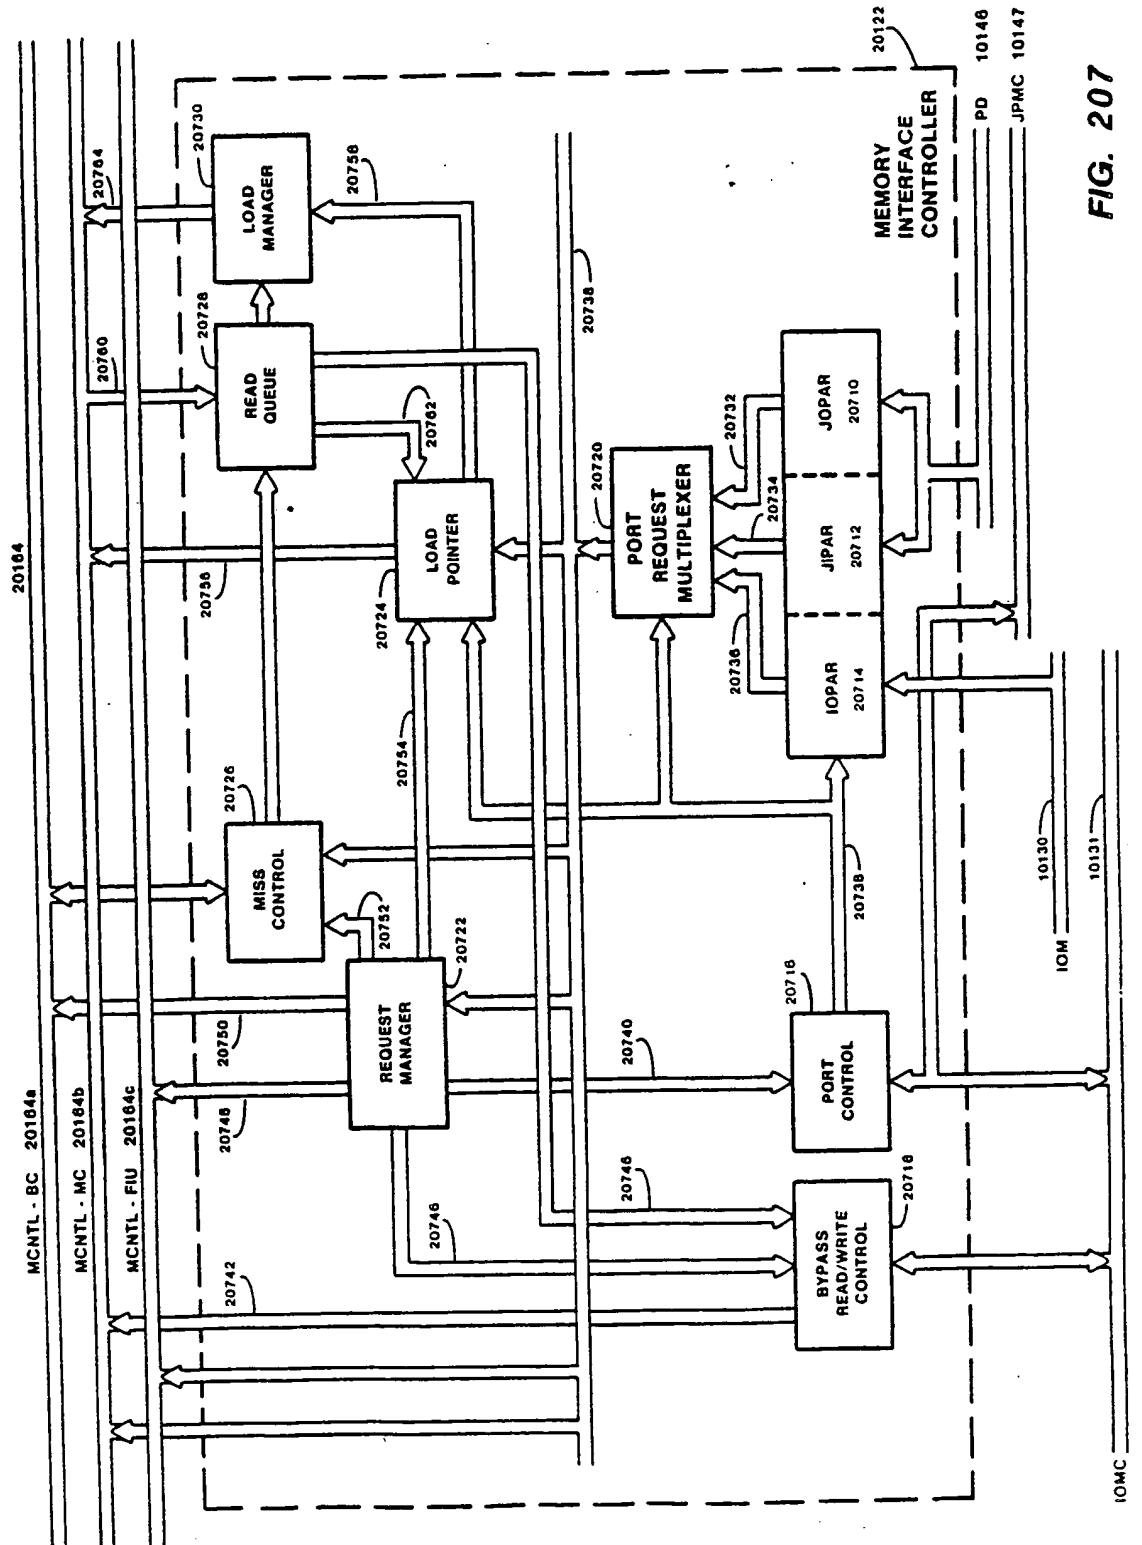 20164
MCNTL - BC 20164a
MCNTL - MC 20164b
MCNTL - FIU 20164c
20742
20748
20750
20756
20760
20764
REQUEST
MANAGER
20722
MISS
CONTROL
20726
20752
READ
QUEUE
20728
LOAD
MANAGER
20730
20746
20754
20724
LOAD
POINTER
20762
20758
20746
20740
20738
BYPASS
READ/WRITE
CONTROL
20718
PORT
CONTROL
20716
20738
PORT
REQUEST
MULTIPLEXER
20720
20736
20734
20732
IOPAR
20714
JIPAR
20712
JOPAR
20710
MEMORY
INTERFACE
CONTROLLER
20122
PD 10146
JPMC 10147
IOM
10130
10131
IOMC
FIG. 207